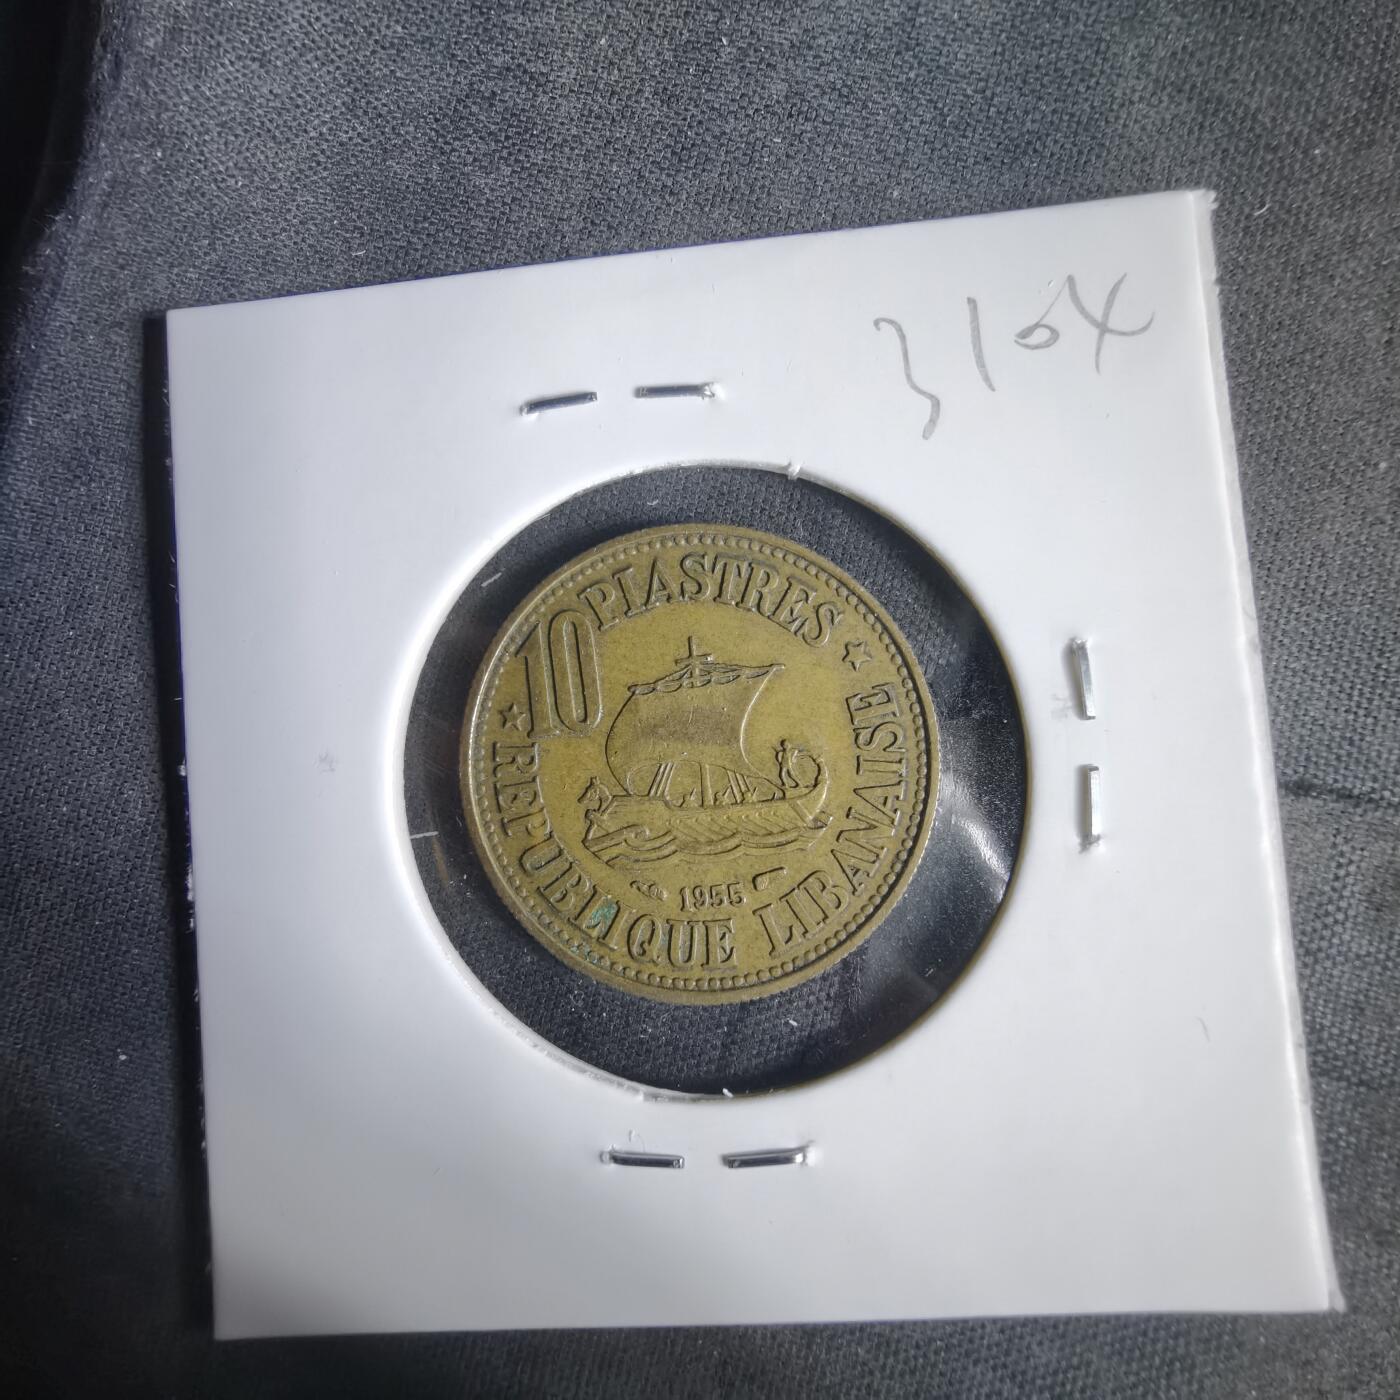 3104
10 PIASTRES
1955
REPUBLIQUE LIBANAISE